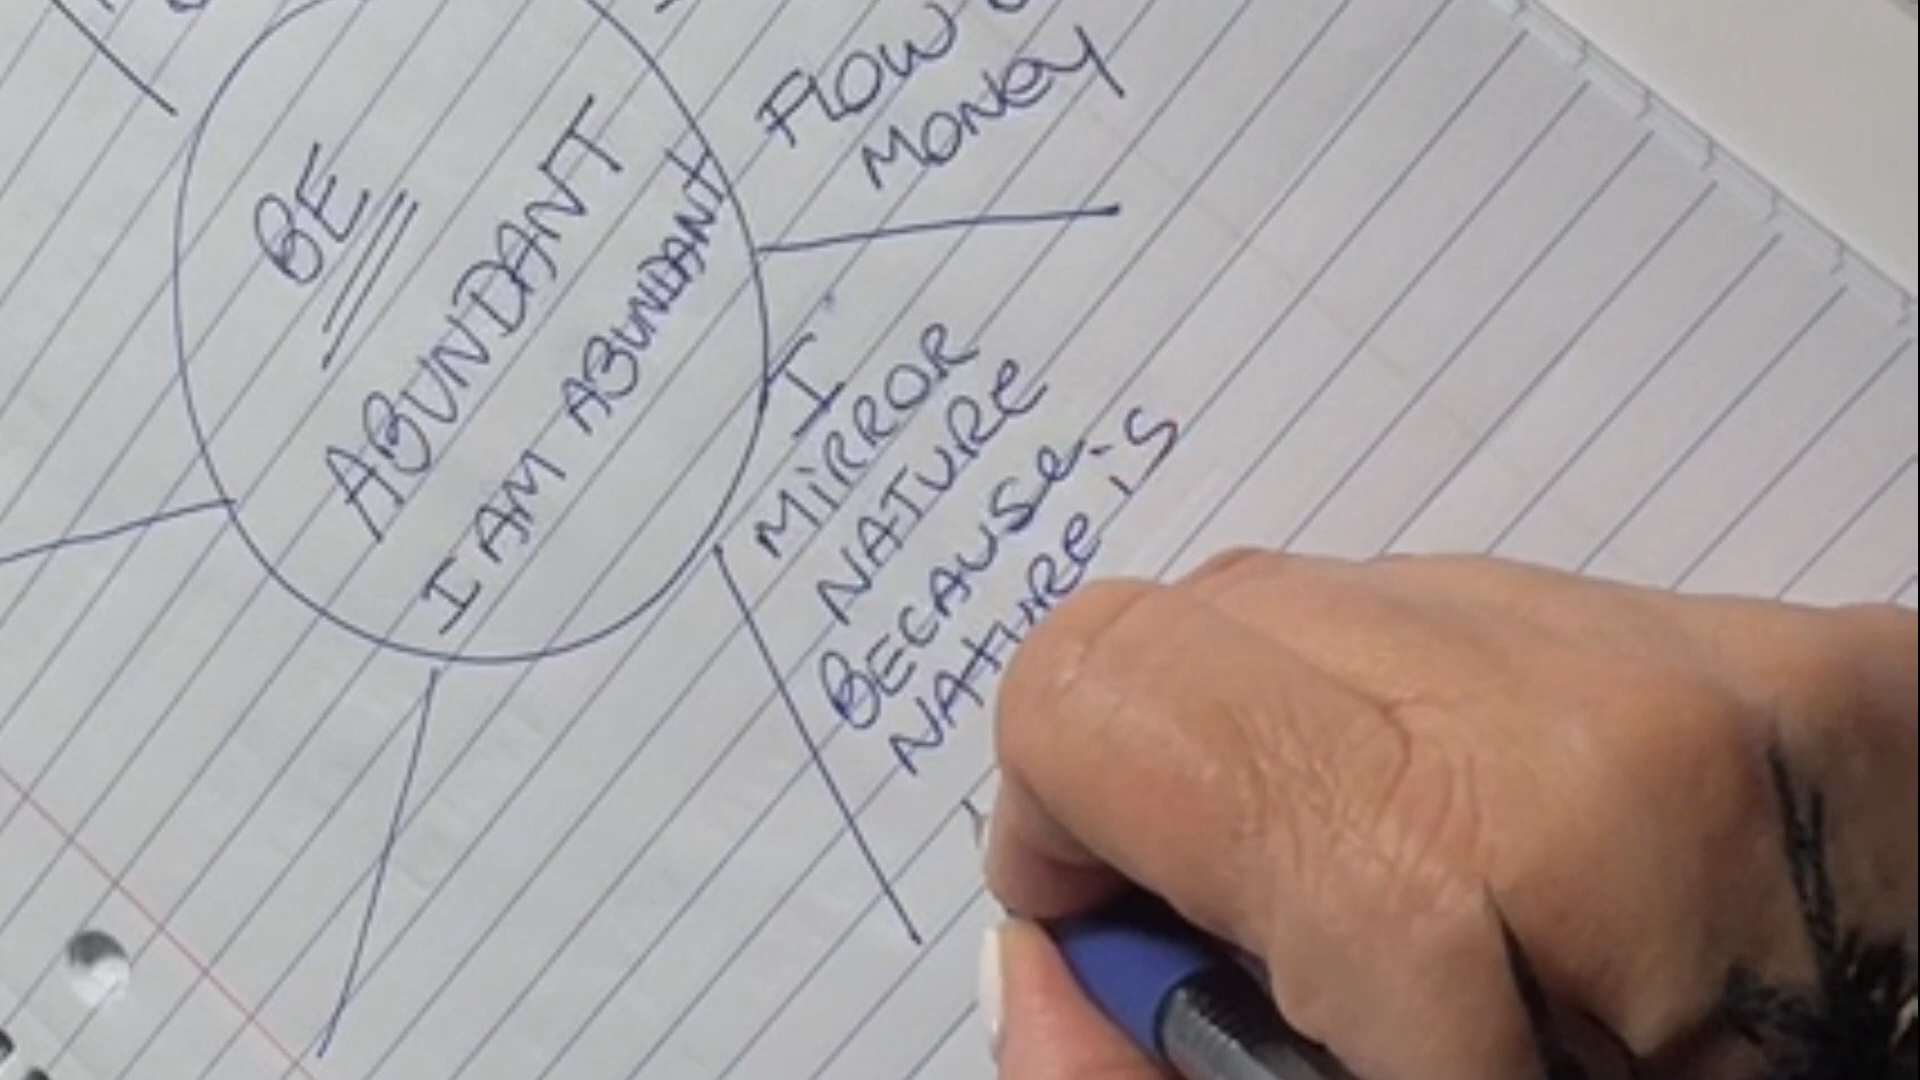 BE
ABUNDANT
I AM ABUNDANT
FLOW
MONEY
I
MiRROR
NATURE
BECAUSE
NATURE iS